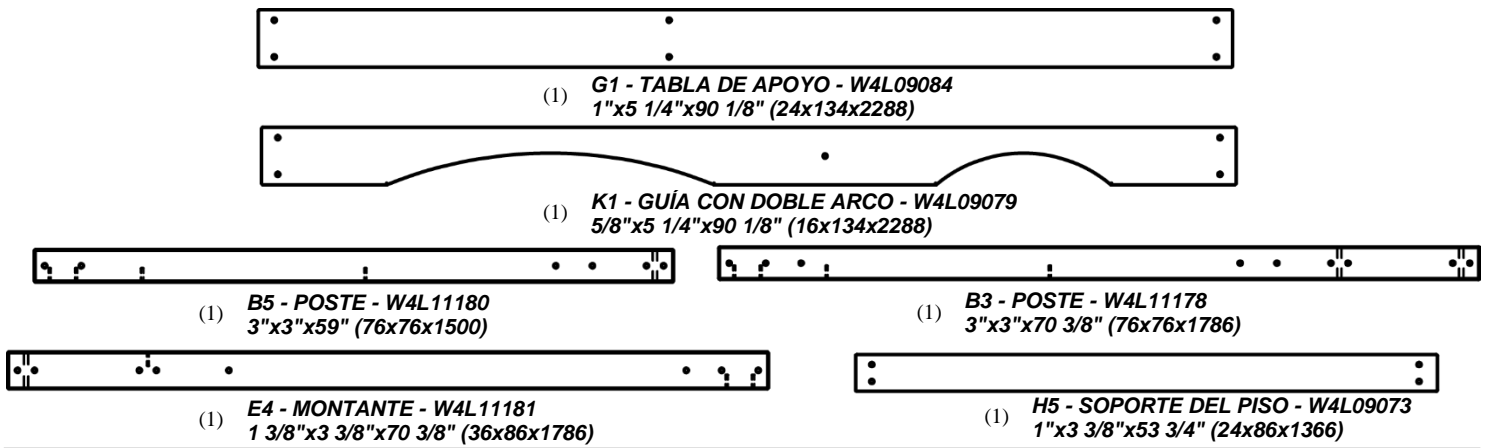 (1) G1 - TABLA DE APOYO - W4L09084
1"x5 1/4"x90 1/8" (24x134x2288)
(1) K1 - GUÍA CON DOBLE ARCO - W4L09079
5/8"x5 1/4"x90 1/8" (16x134x2288)
(1) B5 - POSTE - W4L11180
3"x3"x59" (76x76x1500)
(1) B3 - POSTE - W4L11178
3"x3"x70 3/8" (76x76x1786)
(1) E4 - MONTANTE - W4L11181
1 3/8"x3 3/8"x70 3/8" (36x86x1786)
(1) H5 - SOPORTE DEL PISO - W4L09073
1"x3 3/8"x53 3/4" (24x86x1366)